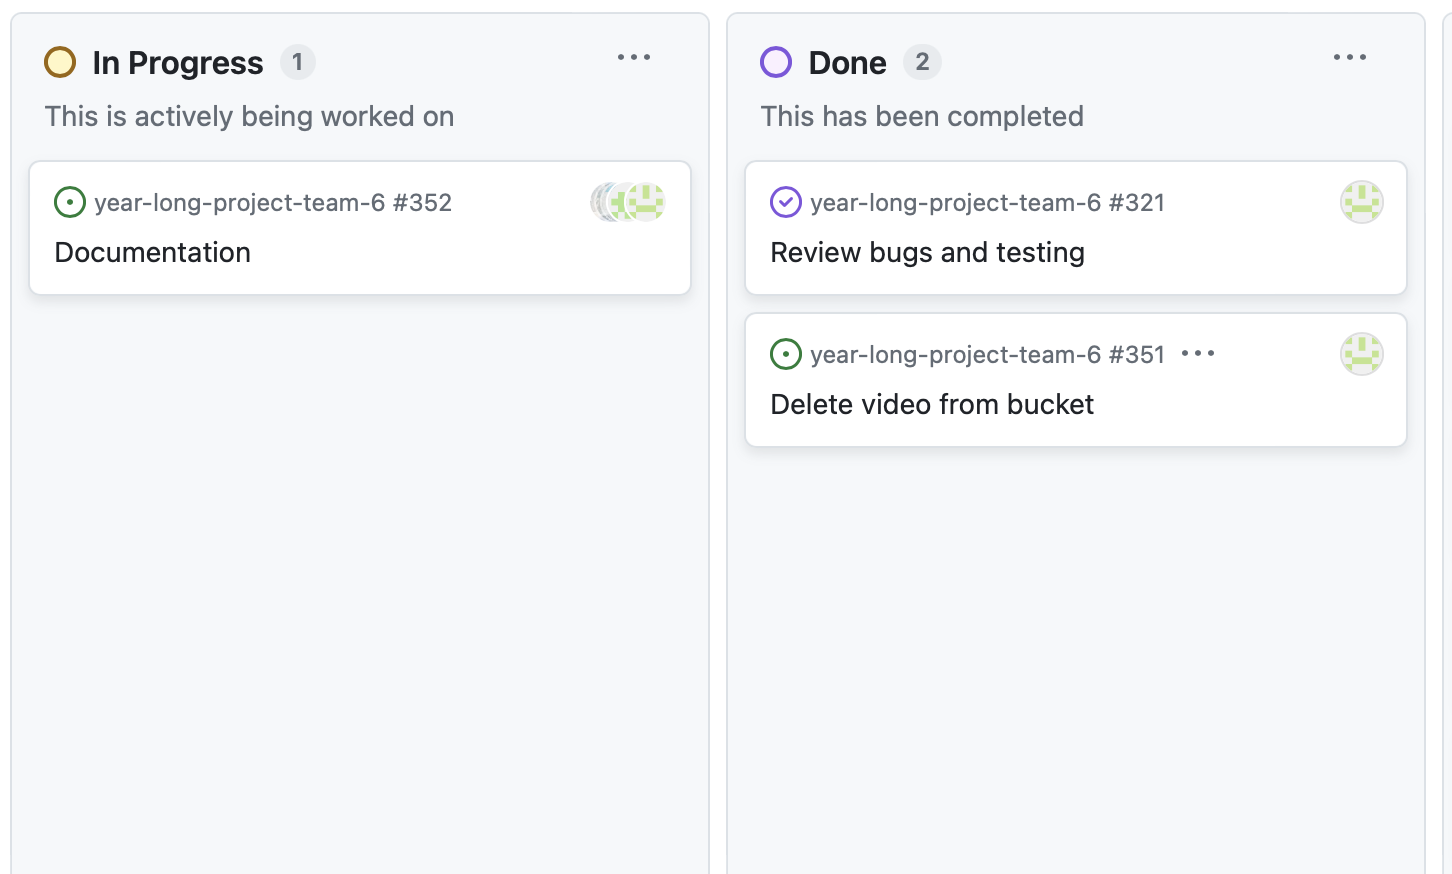 In Progress 1
This is actively being worked on
year-long-project-team-6 #352
Documentation
Done 2
This has been completed
year-long-project-team-6 #321
Review bugs and testing
year-long-project-team-6 #351
Delete video from bucket